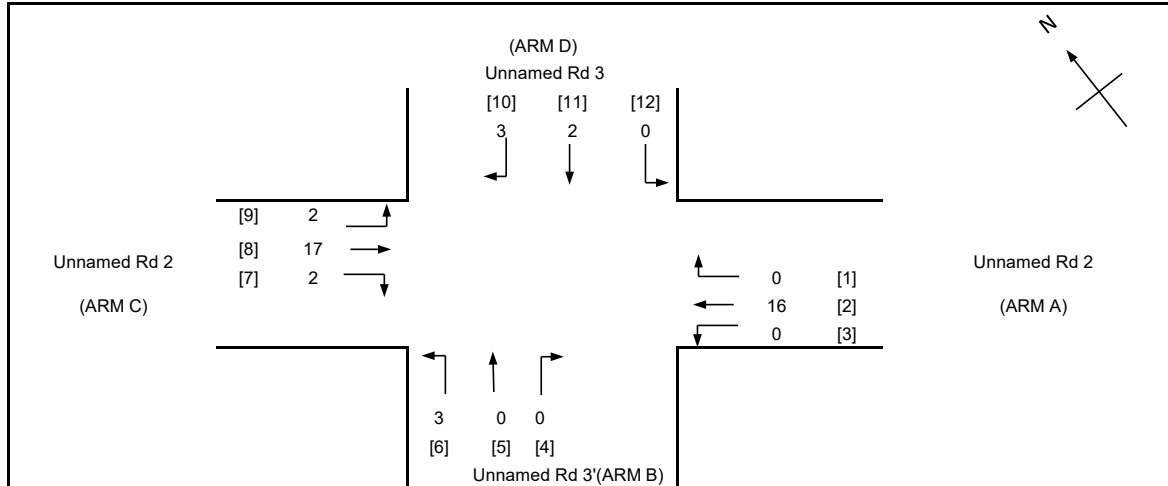 N
(ARM D)
Unnamed Rd 3
[10] [11] [12]
3 2 0
[9] 2
[8] 17
[7] 2
Unnamed Rd 2
(ARM C)
0 [1]
16 [2]
0 [3]
Unnamed Rd 2
(ARM A)
3 0 0
[6] [5] [4]
Unnamed Rd 3'(ARM B)